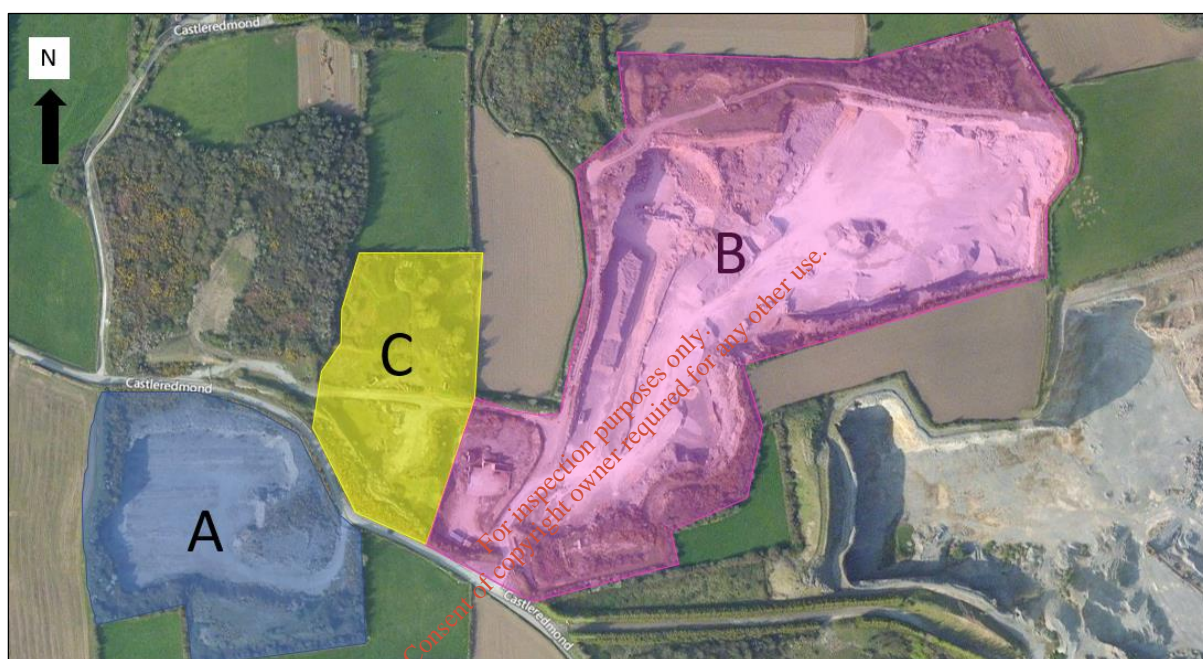 Castleredmond
N
B
C
Castleredmond
A
For inspection purposes only.
Consent of copyright owner required for any other use.
Castleredmond